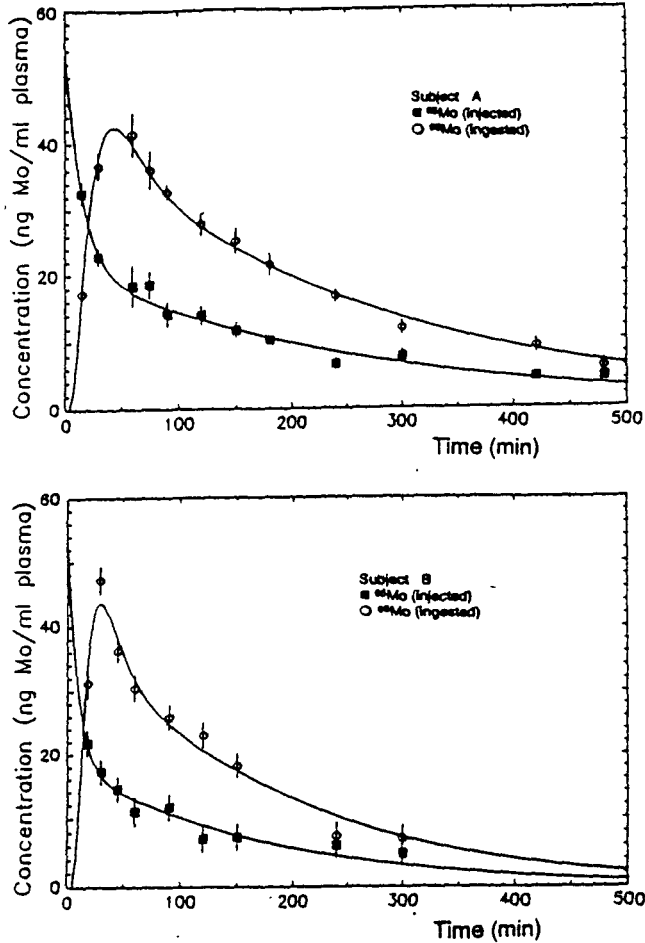 Concentration (ng Mo/ml plasma)
60
40
20
0
Subject A
Mo (injected)
Mo (ingested)
0 100 200 300 400 500
Time (min)
Concentration (ng Mo/ml plasma)
60
40
20
0
Subject B
Mo (injected)
Mo (ingested)
0 100 200 300 400 500
Time (min)